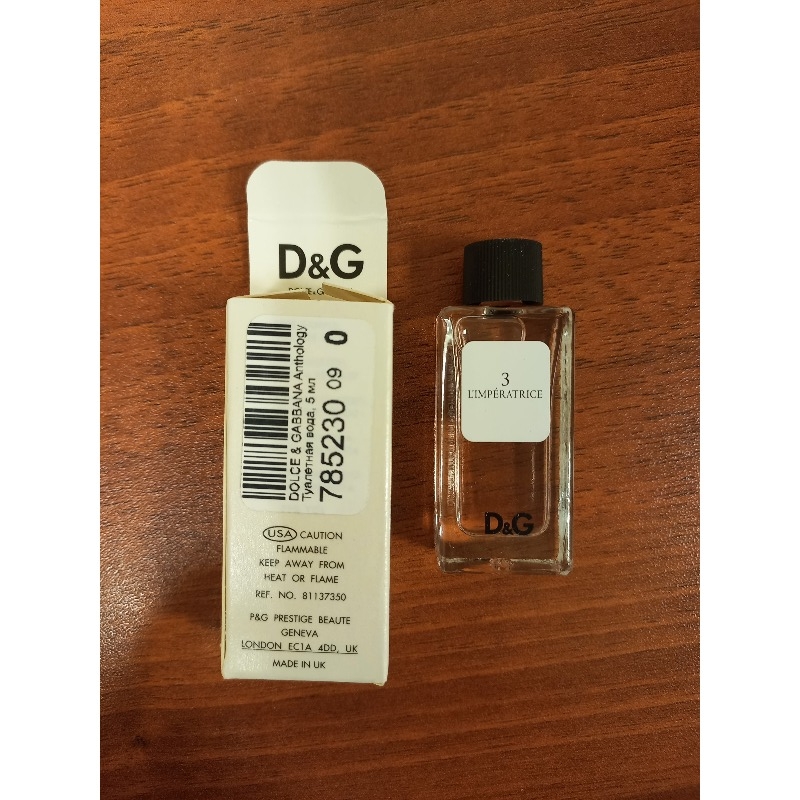 D&G
DOLCE & GABBANA Anthology
Туалетная вода, 5 мл
785230 09 0
USA CAUTION
FLAMMABLE
KEEP AWAY FROM
HEAT OR FLAME
REF. NO. 81137350
P&G PRESTIGE BEAUTE
GENEVA
LONDON EC1A 4DD, UK
MADE IN UK
3
L'IMPÉRATRICE
D&G